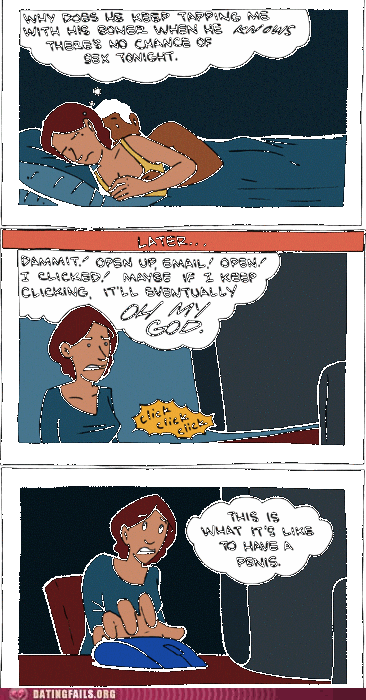 WHY DOES HE KEEP TAPPING ME
WITH HIS BONER WHEN HE KNOWS
THERE'S NO CHANCE OF
SEX TONIGHT.
LATER...
DAMMIT! OPEN UP, EMAIL! OPEN!
I CLICKED! MAYBE IF I KEEP
CLICKING, IT'LL EVENTUALLY
OH MY
GOD.
click
click
click
THIS IS
WHAT IT'S LIKE
TO HAVE A
PENIS.
DATINGFAILS.ORG